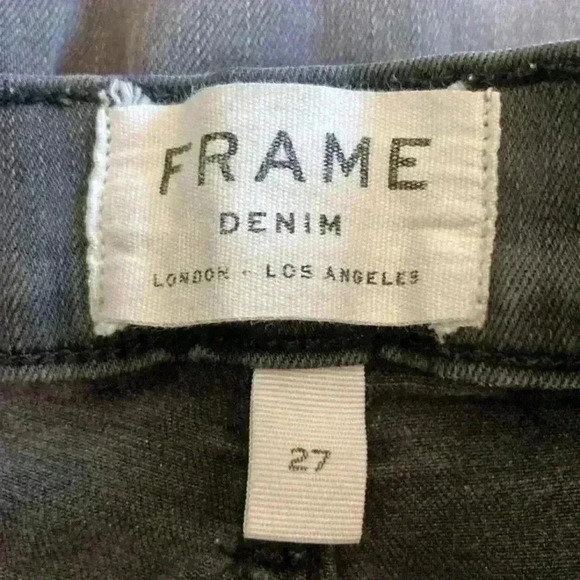 FRAME
DENIM
LONDON - LOS ANGELES
27